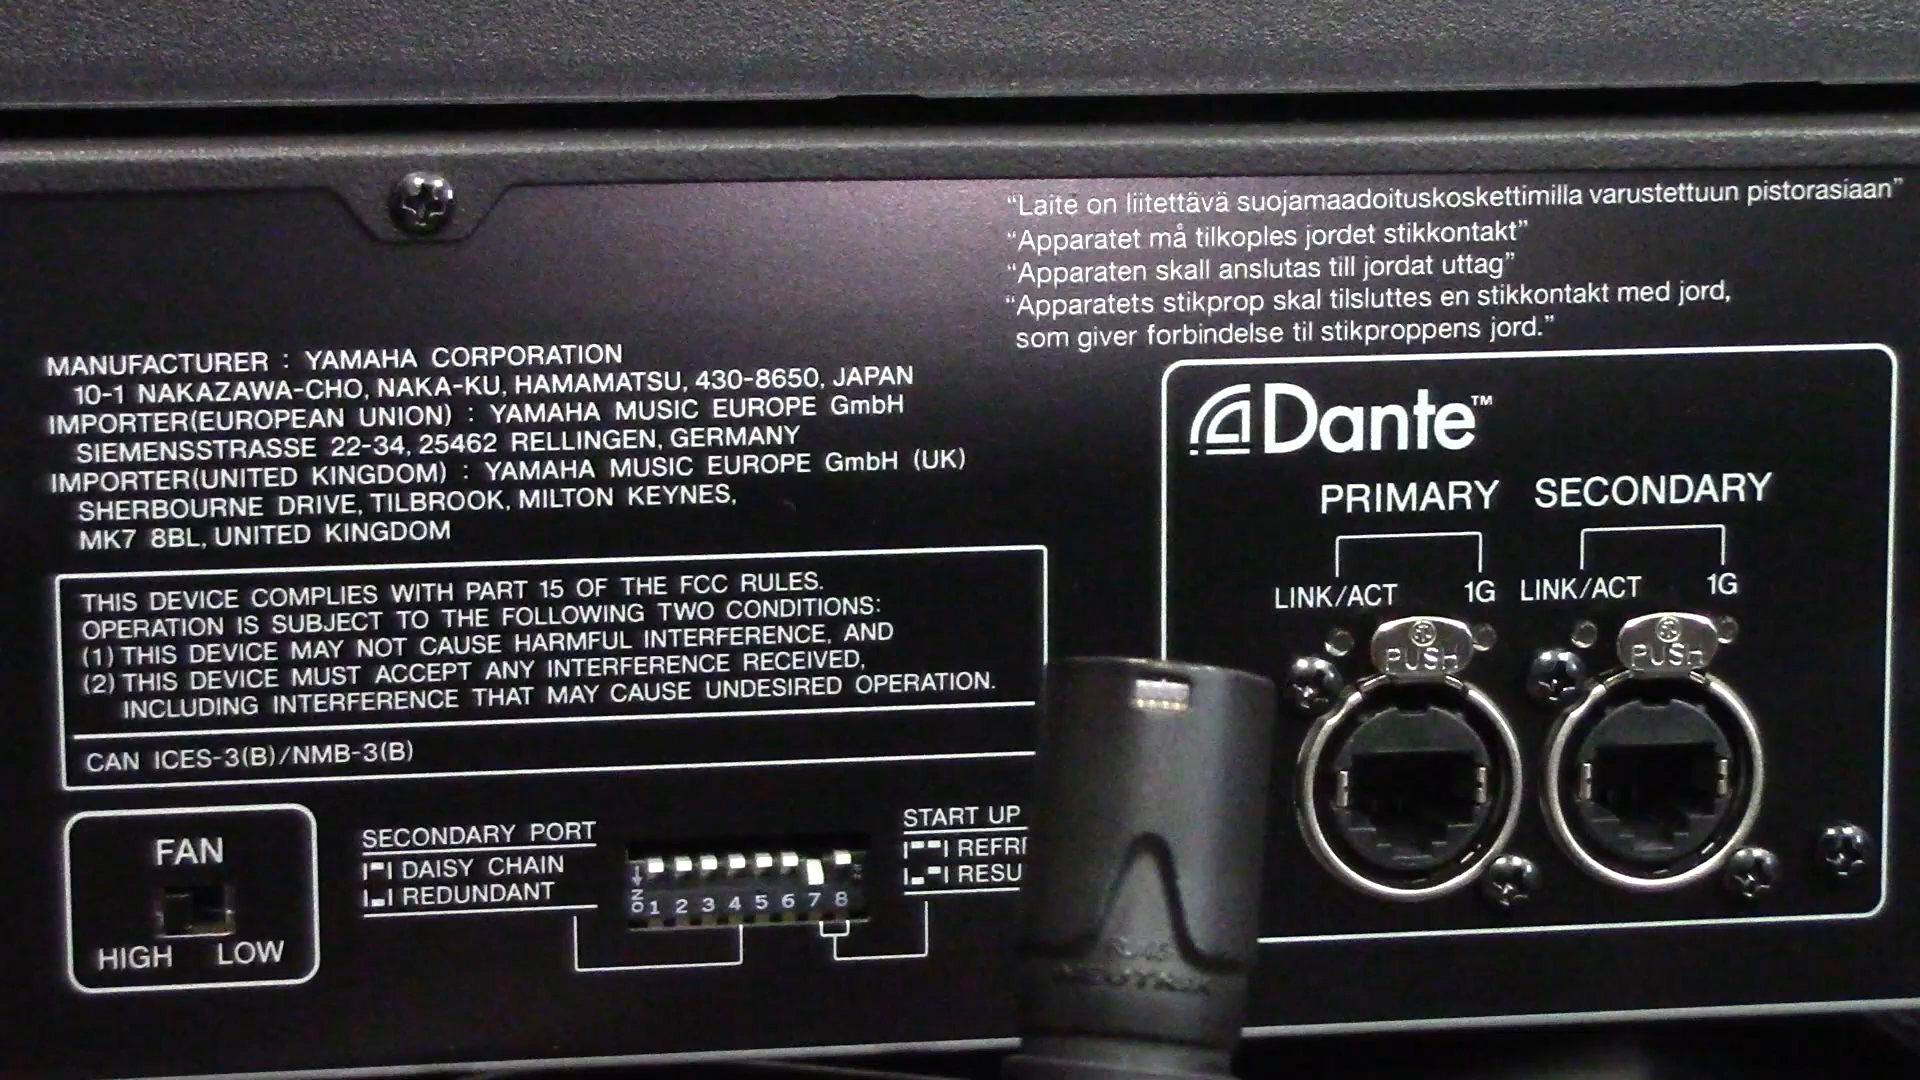 “Laite on liitettävä suojamaadoituskoskettimilla varustettuun pistorasiaan”
“Apparatet må tilkoples jordet stikkontakt”
“Apparaten skall anslutas till jordat uttag”
“Apparatets stikprop skal tilsluttes en stikkontakt med jord,
som giver forbindelse til stikproppens jord.”
MANUFACTURER : YAMAHA CORPORATION
10-1 NAKAZAWA-CHO, NAKA-KU, HAMAMATSU, 430-8650, JAPAN
IMPORTER(EUROPEAN UNION) : YAMAHA MUSIC EUROPE GmbH
SIEMENSSTRASSE 22-34, 25462 RELLINGEN, GERMANY
IMPORTER(UNITED KINGDOM) : YAMAHA MUSIC EUROPE GmbH (UK)
SHERBOURNE DRIVE, TILBROOK, MILTON KEYNES,
MK7 8BL, UNITED KINGDOM
THIS DEVICE COMPLIES WITH PART 15 OF THE FCC RULES.
OPERATION IS SUBJECT TO THE FOLLOWING TWO CONDITIONS:
(1) THIS DEVICE MAY NOT CAUSE HARMFUL INTERFERENCE, AND
(2) THIS DEVICE MUST ACCEPT ANY INTERFERENCE RECEIVED,
INCLUDING INTERFERENCE THAT MAY CAUSE UNDESIRED OPERATION.
CAN ICES-3(B)/NMB-3(B)
FAN
HIGH LOW
SECONDARY PORT
DAISY CHAIN
REDUNDANT
NO 1 2 3 4 5 6 7 8
START UP
REFR
RESU
Dante™
PRIMARY SECONDARY
LINK/ACT 1G LINK/ACT 1G
PUSH PUSH
NEUTRIK